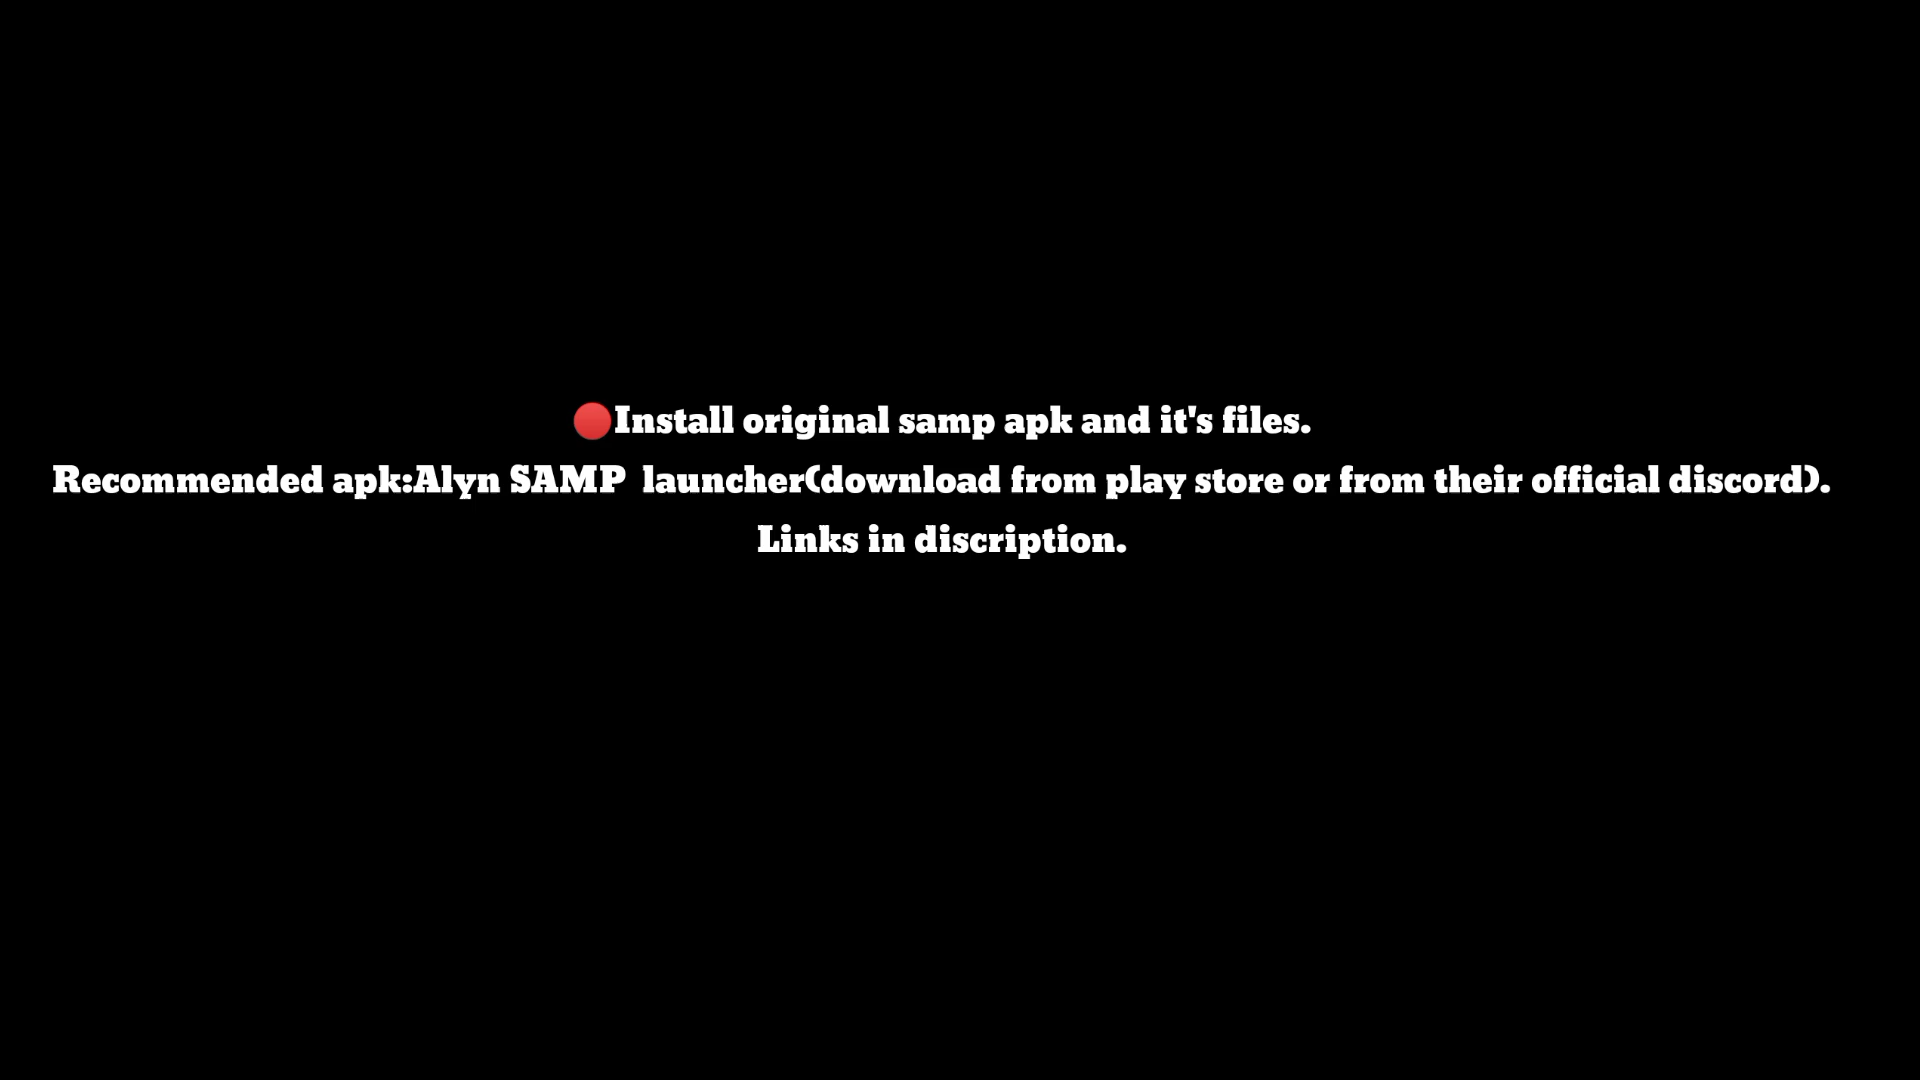 🔴Install original samp apk and it's files.
Recommended apk:Alyn SAMP  launcher(download from play store or from their official discord).
Links in discription.